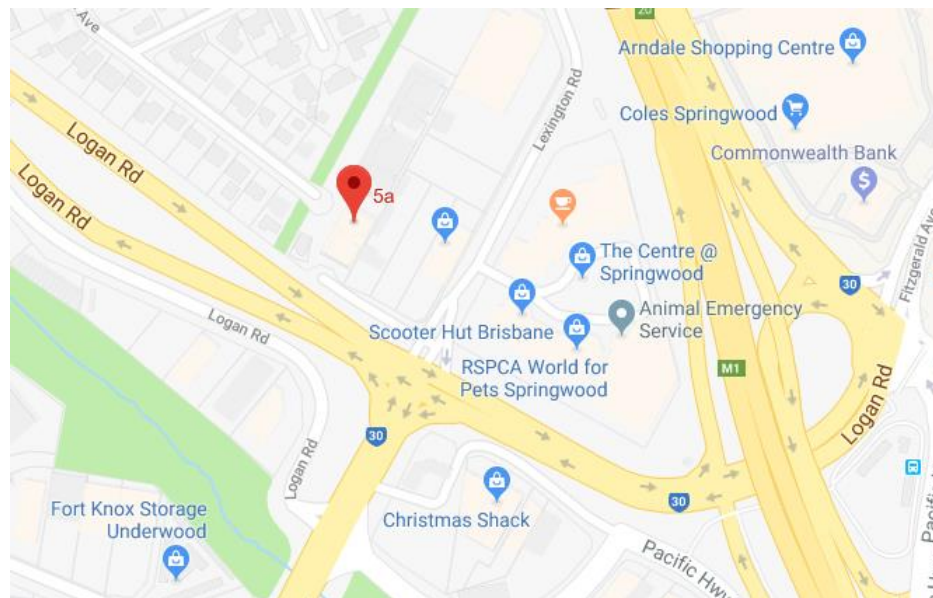 20
Ave
Arndale Shopping Centre
Lexington Rd
Coles Springwood
Logan Rd
Commonwealth Bank
Logan Rd
5a
Fitzgerald Ave
The Centre @
Springwood
30
Animal Emergency
Service
Logan Rd
Scooter Hut Brisbane
RSPCA World for
Pets Springwood
M1
Logan Rd
30
Logan Rd
30
Fort Knox Storage
Underwood
Christmas Shack
Pacific Hwy